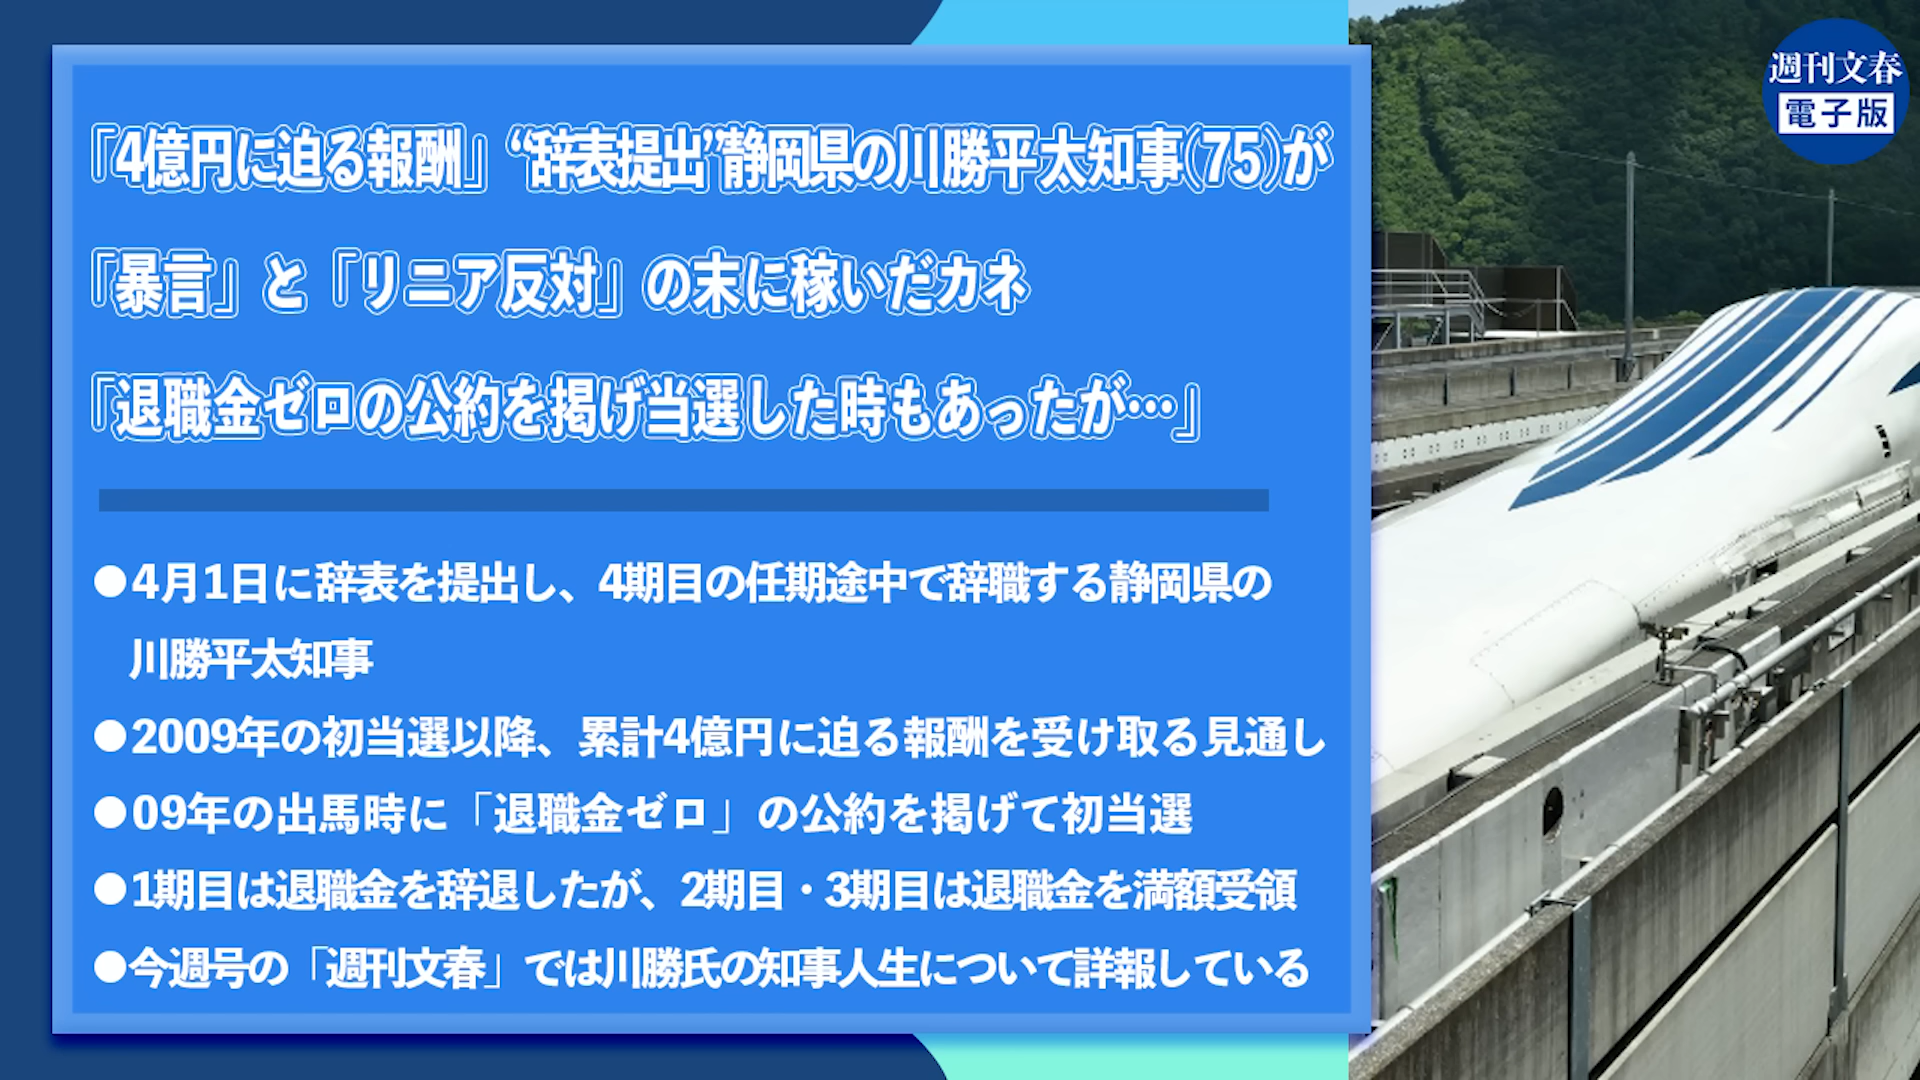 『4億円に迫る報酬』“辞表提出”静岡県の川勝平太知事(75)が
『暴言』と『リニア反対』の末に稼いだカネ
『退職金ゼロの公約を掲げ当選した時もあったが…』
●4月1日に辞表を提出し、4期目の任期途中で辞職する静岡県の
川勝平太知事
●2009年の初当選以降、累計4億円に迫る報酬を受け取る見通し
●09年の出馬時に「退職金ゼロ」の公約を掲げて初当選
●1期目は退職金を辞退したが、2期目・3期目は退職金を満額受領
●今週号の「週刊文春」では川勝氏の知事人生について詳報している
週刊文春
電子版